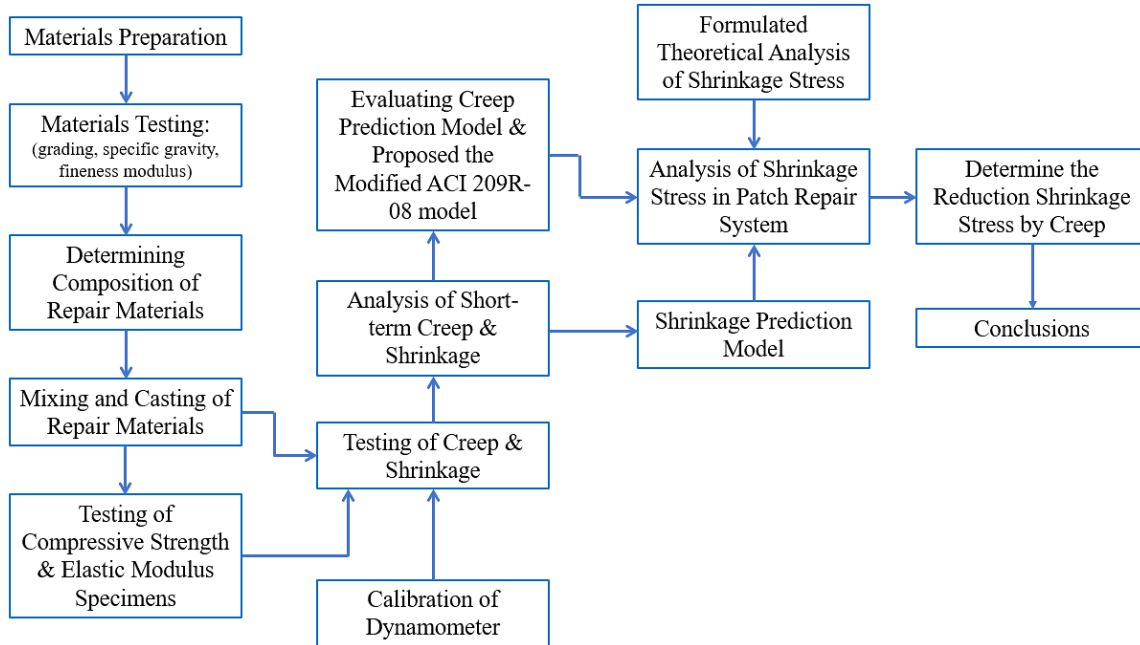 Materials Preparation
Materials Testing:
(grading, specific gravity,
fineness modulus)
Determining
Composition of
Repair Materials
Mixing and Casting of
Repair Materials
Testing of
Compressive Strength
& Elastic Modulus
Specimens
Evaluating Creep
Prediction Model &
Proposed the
Modified ACI 209R-
08 model
Analysis of Short-
term Creep &
Shrinkage
Testing of Creep &
Shrinkage
Calibration of
Dynamometer
Formulated
Theoretical Analysis
of Shrinkage Stress
Analysis of Shrinkage
Stress in Patch Repair
System
Shrinkage Prediction
Model
Determine the
Reduction Shrinkage
Stress by Creep
Conclusions